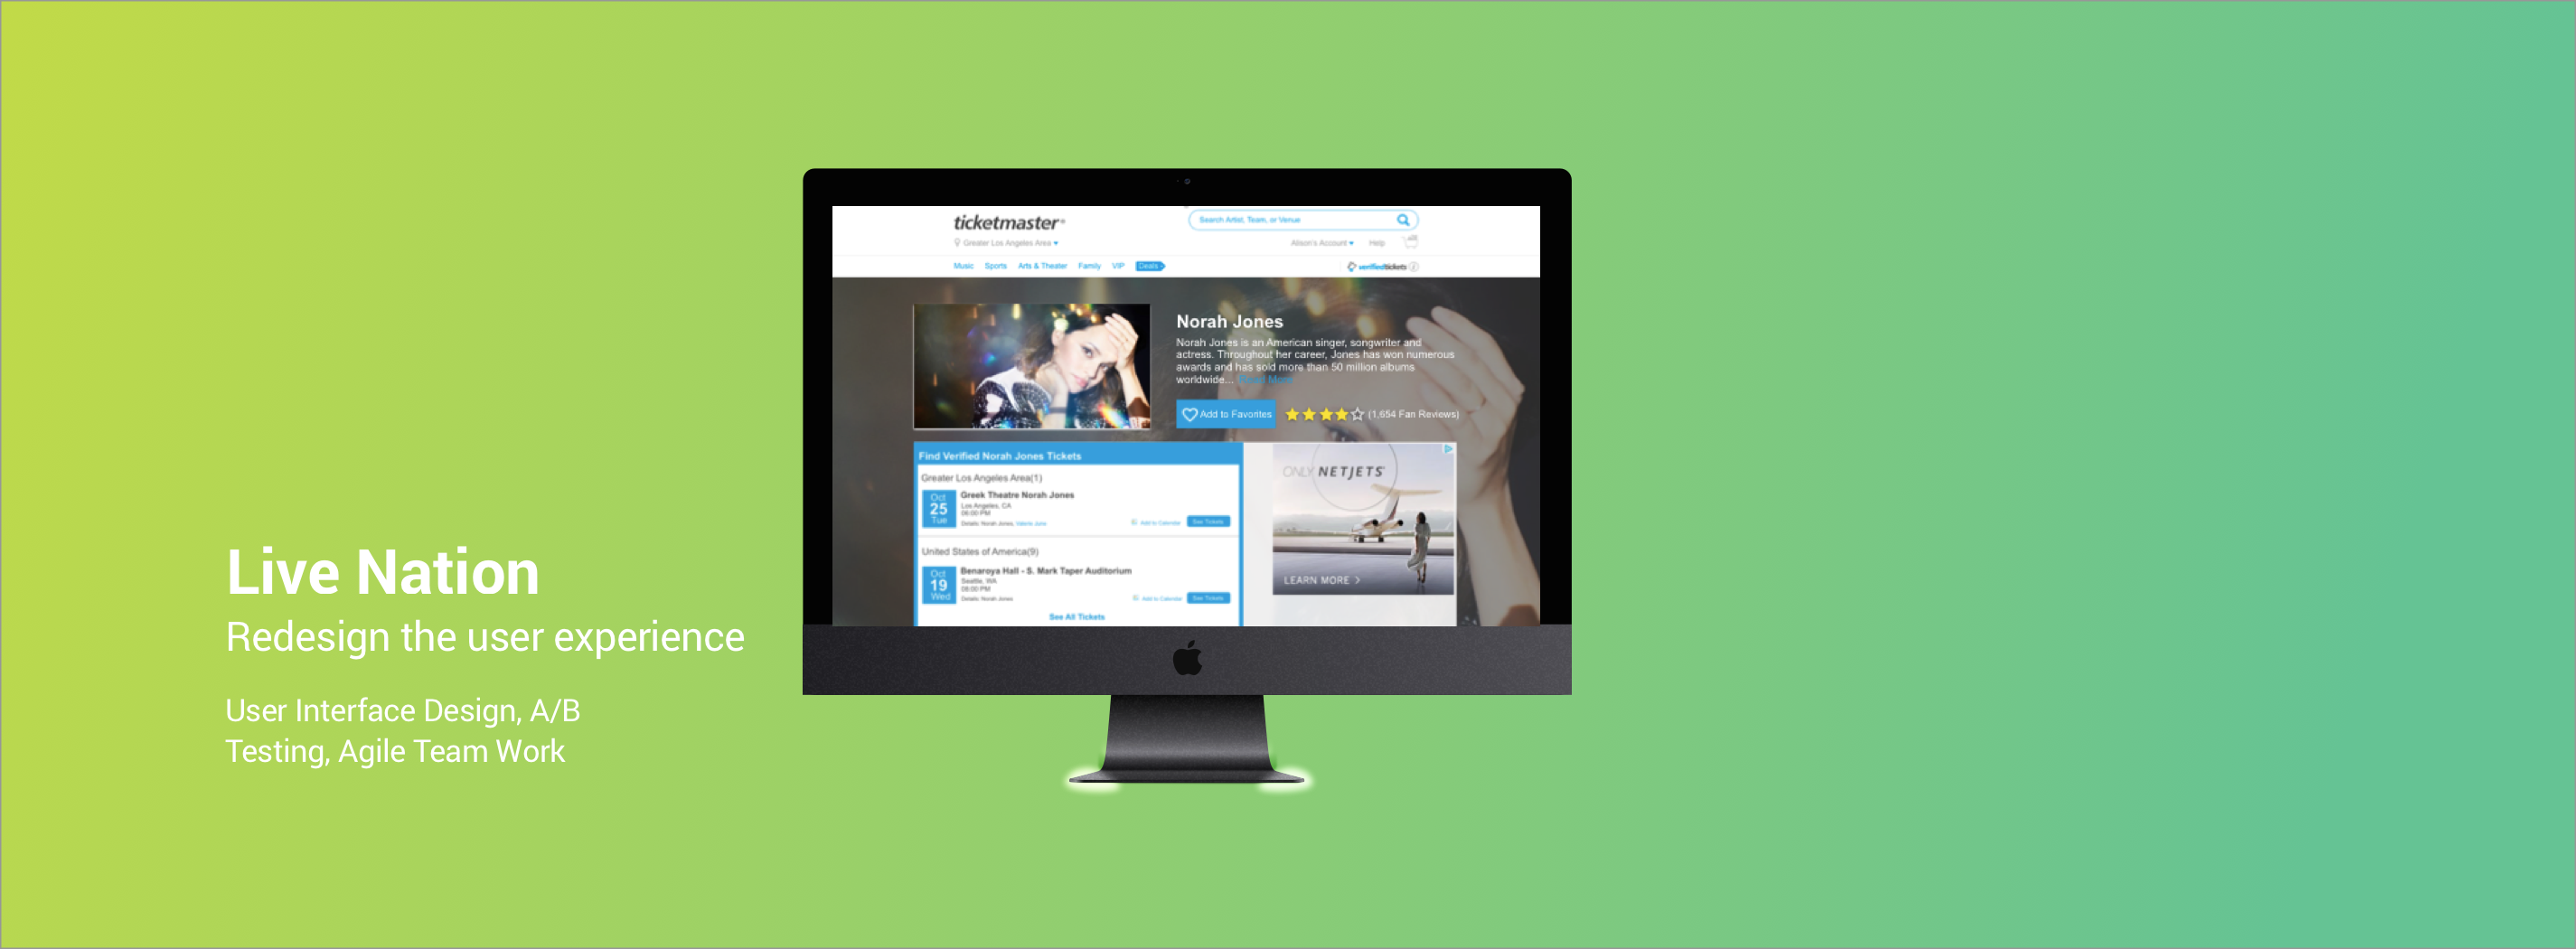 Live Nation
Redesign the user experience
User Interface Design, A/B
Testing, Agile Team Work
ticketmaster®
Search Artist, Team, or Venue
Greater Los Angeles Area
Alison's Account
Help
Music Sports Arts & Theater Family VIP Deals
verifiedtickets
Norah Jones
Norah Jones is an American singer, songwriter and
actress. Throughout her career, Jones has won numerous
awards and has sold more than 50 million albums
worldwide... Read More
Add to Favorites
(1,654 Fan Reviews)
Find Verified Norah Jones Tickets
Greater Los Angeles Area(1)
Oct
25
Tue
Greek Theatre Norah Jones
Los Angeles, CA
06:00 PM
Details: Norah Jones, Valerie June
Add to Calendar
See Tickets
United States of America(9)
Oct
19
Wed
Benaroya Hall - S. Mark Taper Auditorium
Seattle, WA
08:00 PM
Details: Norah Jones
Add to Calendar
See Tickets
See All Tickets
ONLY NETJETS
LEARN MORE >